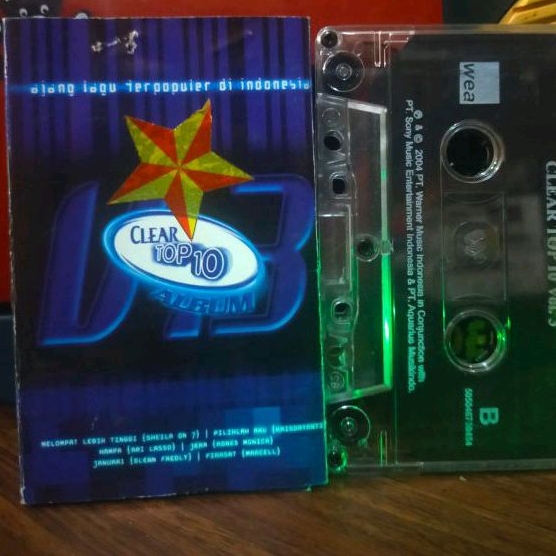 ajang lagu terpopuler di indonesia
CLEAR
TOP 10
ALBUM
V.3
MELOMPAT LEBIH TINGGI (SHEILA ON 7) | PILIHLAH AKU (KRISDAYANTI)
HAMPA (ARI LASSO) | JERA (AGNES MONICA)
JANUARI (GLENN FREDLY) | FIRASAT (MARCELL)
wea
℗ & © 2004 PT. Warner Music Indonesia in Conjunction with
PT. Sony Music Entertainment Indonesia & PT. Aquarius Musikindo.
B
CLEAR TOP 10 Vol. 3